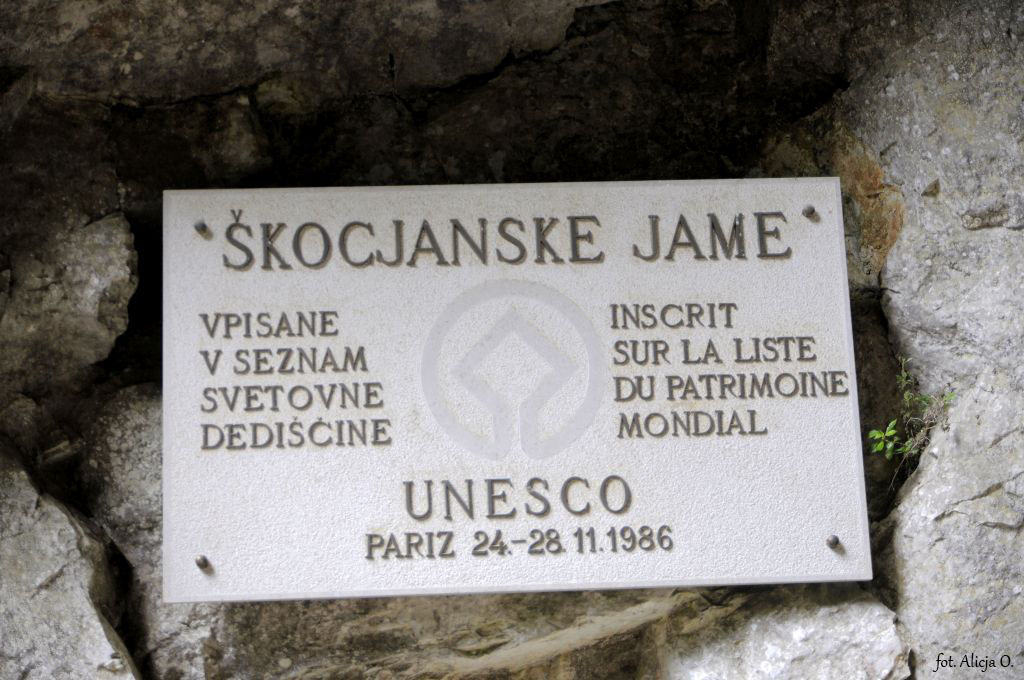 ŠKOCJANSKE JAME
VPISANE
V SEZNAM
SVETOVNE
DEDIŠČINE
INSCRIT
SUR LA LISTE
DU PATRIMOINE
MONDIAL
UNESCO
PARIZ 24.-28.11.1986
fot. Alicja O.